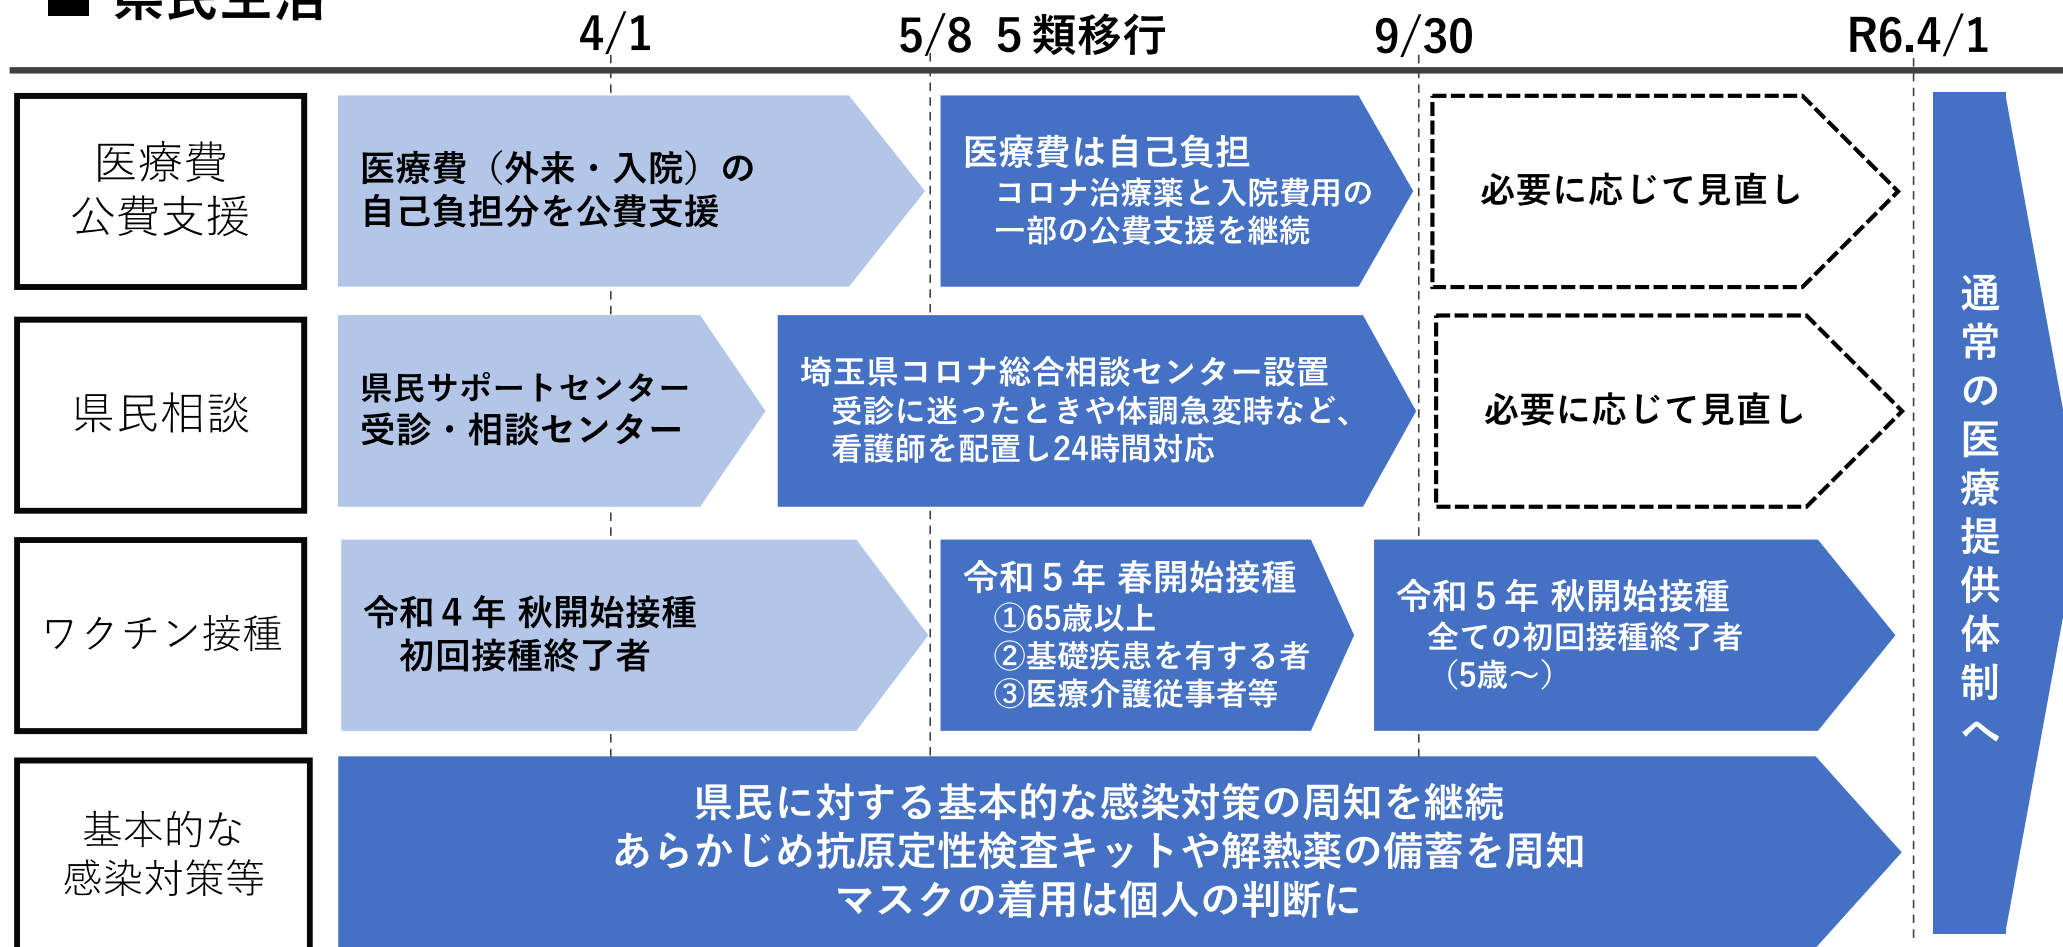 ■ 県民生活
4/1
5/8 5類移行
9/30
R6.4/1
医療費
公費支援
医療費（外来・入院）の
自己負担分を公費支援
医療費は自己負担
コロナ治療薬と入院費用の
一部の公費支援を継続
必要に応じて見直し
県民相談
県民サポートセンター
受診・相談センター
埼玉県コロナ総合相談センター設置
受診に迷ったときや体調急変時など、
看護師を配置し24時間対応
必要に応じて見直し
ワクチン接種
令和４年 秋開始接種
初回接種終了者
令和５年 春開始接種
①65歳以上
②基礎疾患を有する者
③医療介護従事者等
令和５年 秋開始接種
全ての初回接種終了者
（5歳～）
基本的な
感染対策等
県民に対する基本的な感染対策の周知を継続
あらかじめ抗原定性検査キットや解熱薬の備蓄を周知
マスクの着用は個人の判断に
通常の医療提供体制へ